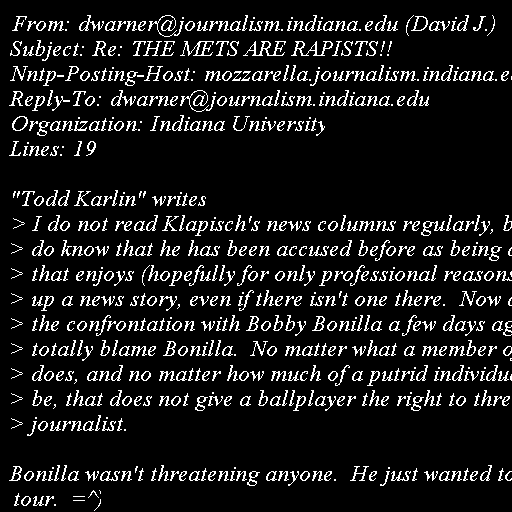 From: dwarner@journalism.indiana.edu (David J.)
Subject: Re: THE METS ARE RAPISTS!!
Nntp-Posting-Host: mozzarella.journalism.indiana.e
Reply-To: dwarner@journalism.indiana.edu
Organization: Indiana University
Lines: 19

"Todd Karlin" writes
> I do not read Klapisch's news columns regularly, b
> do know that he has been accused before as being
> that enjoys (hopefully for only professional reasons
> up a news story, even if there isn't one there.  Now
> the confrontation with Bobby Bonilla a few days ag
> totally blame Bonilla.  No matter what a member o
> does, and no matter how much of a putrid individu
> be, that does not give a ballplayer the right to thre
> journalist.

Bonilla wasn't threatening anyone.  He just wanted to
tour.  =^)